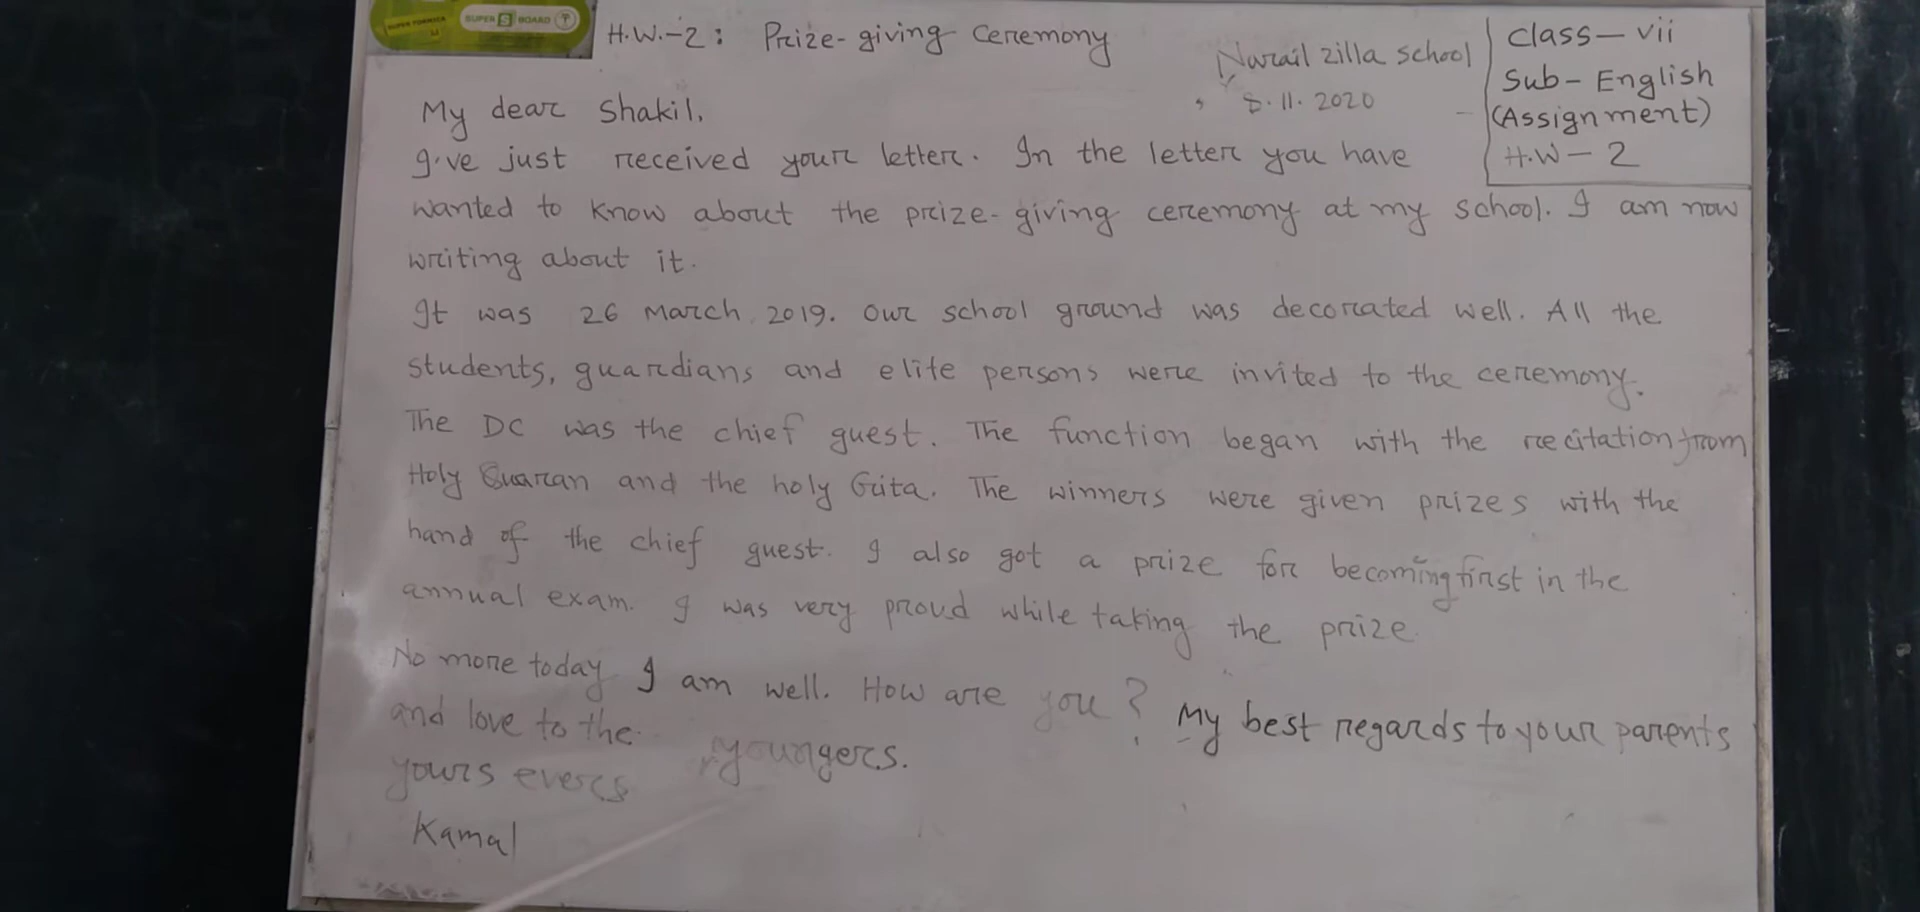 SUPER FORMICA
SUPER S BOARD
H.W.-2: Prize-giving Ceremony
Narail zilla school
8.11.2020
Class-vii
Sub-English
(Assignment)
H.W-2
My dear Shakil,
I've just received your letter. In the letter you have
wanted to know about the prize-giving ceremony at my school. I am now
writing about it.
It was 26 March 2019. Our school ground was decorated well. All the
students, guardians and elite persons were invited to the ceremony.
The DC was the chief guest. The function began with the recitation from
Holy Quaran and the holy Gita. The winners were given prizes with the
hand of the chief guest. I also got a prize for becoming first in the
annual exam. I was very proud while taking the prize
No more today I am well. How are you? My best regards to your parents
and love to the youngers.
yours evers
Kamal